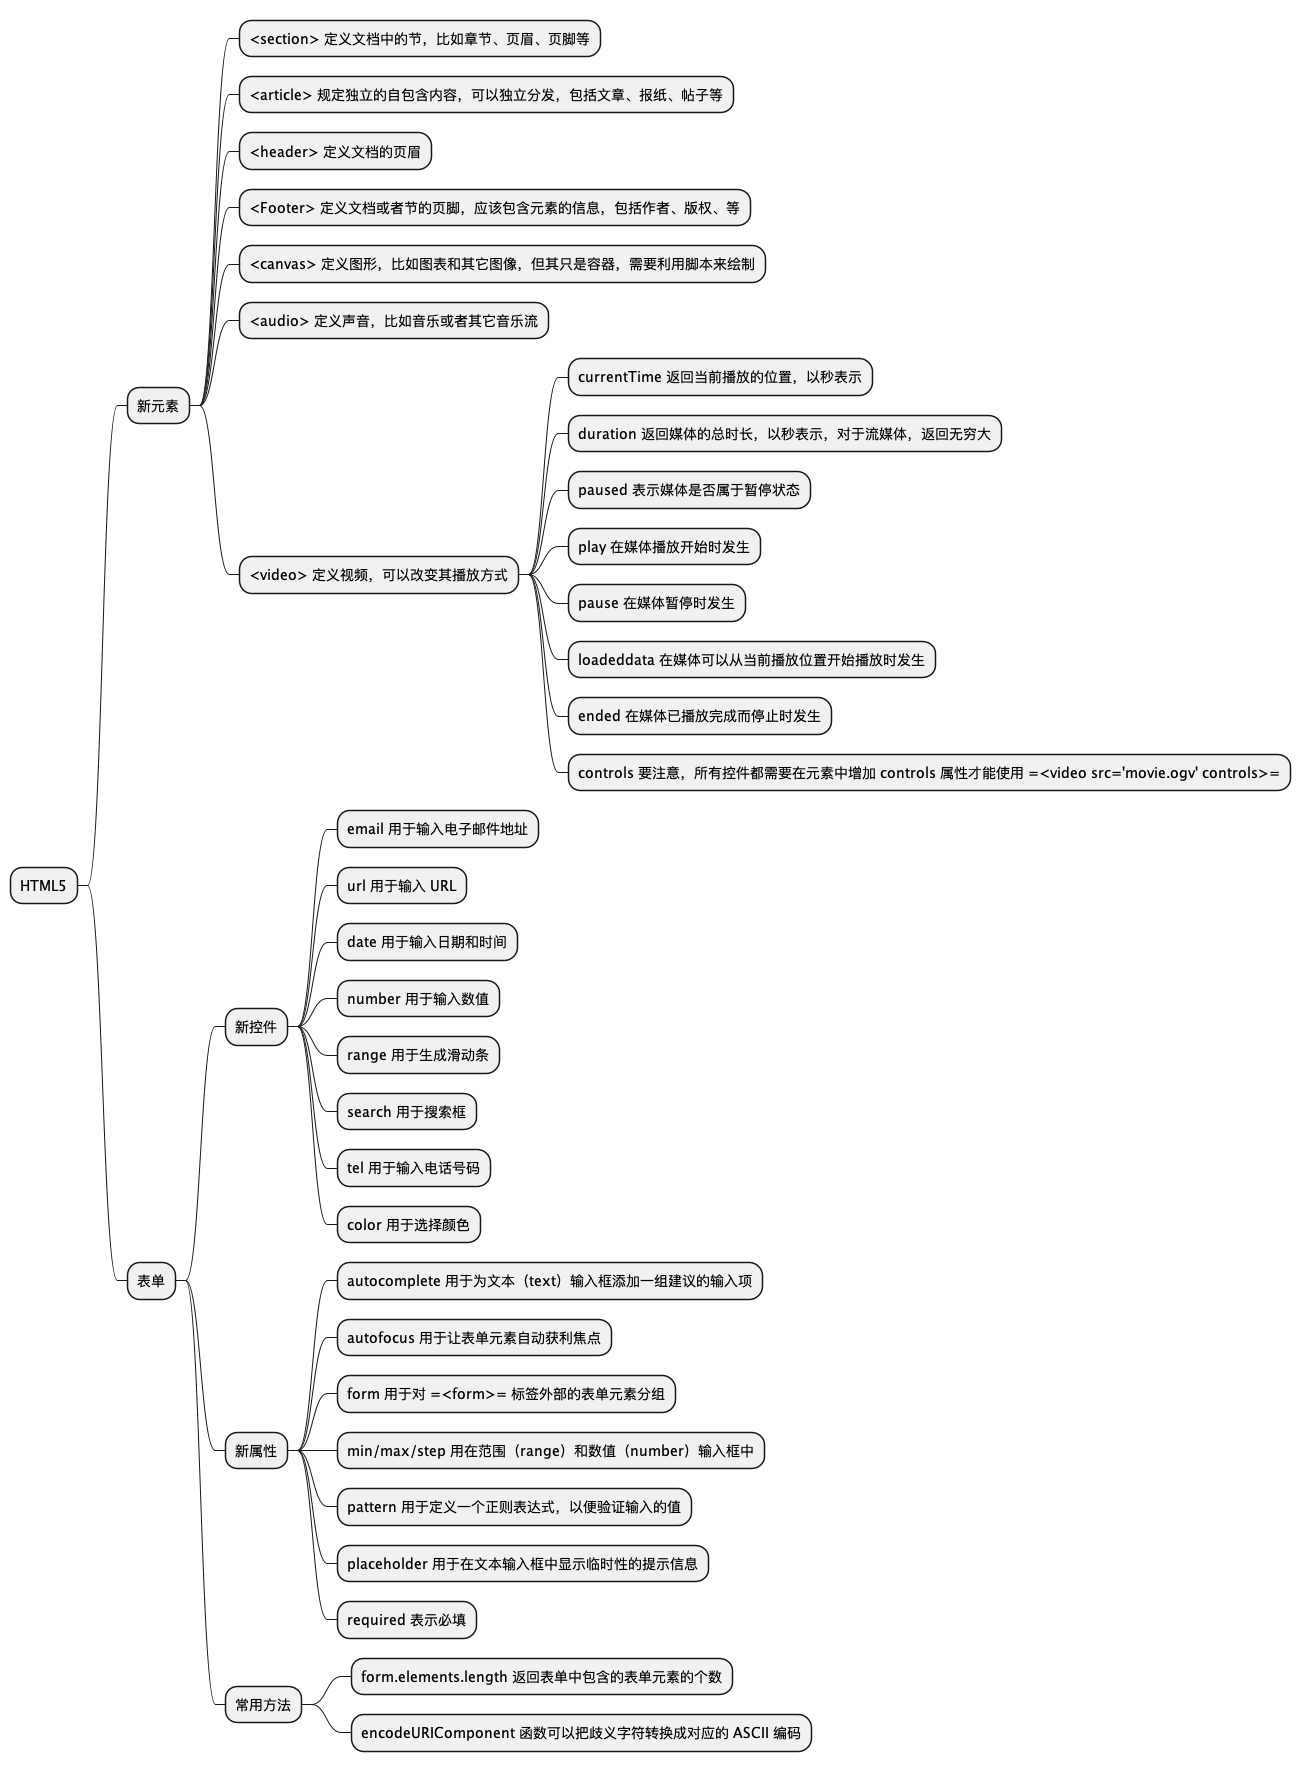 <section> 定义文档中的节，比如章节、页眉、页脚等
<article> 规定独立的自包含内容，可以独立分发，包括文章、报纸、帖子等
<header> 定义文档的页眉
<Footer> 定义文档或者节的页脚，应该包含元素的信息，包括作者、版权、等
<canvas> 定义图形，比如图表和其它图像，但其只是容器，需要利用脚本来绘制
<audio> 定义声音，比如音乐或者其它音乐流
currentTime 返回当前播放的位置，以秒表示
新元素
duration 返回媒体的总时长，以秒表示，对于流媒体，返回无穷大
paused 表示媒体是否属于暂停状态
play 在媒体播放开始时发生
<video> 定义视频，可以改变其播放方式
pause 在媒体暂停时发生
loadeddata 在媒体可以从当前播放位置开始播放时发生
ended 在媒体已播放完成而停止时发生
controls 要注意，所有控件都需要在元素中增加 controls 属性才能使用 =<video src='movie.ogv' controls>=
email 用于输入电子邮件地址
HTML5
url 用于输入 URL
date 用于输入日期和时间
number 用于输入数值
新控件
range 用于生成滑动条
search 用于搜索框
tel 用于输入电话号码
color 用于选择颜色
表单
autocomplete 用于为文本（text）输入框添加一组建议的输入项
autofocus 用于让表单元素自动获利焦点
form 用于对 =<form>= 标签外部的表单元素分组
新属性
min/max/step 用在范围（range）和数值（number）输入框中
pattern 用于定义一个正则表达式，以便验证输入的值
placeholder 用于在文本输入框中显示临时性的提示信息
required 表示必填
form.elements.length 返回表单中包含的表单元素的个数
常用方法
encodeURIComponent 函数可以把歧义字符转换成对应的 ASCII 编码